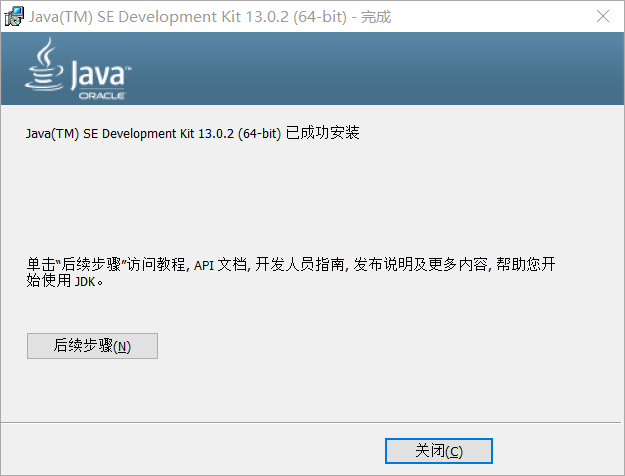 Java(TM) SE Development Kit 13.0.2 (64-bit) - 完成
Java™
ORACLE
Java(TM) SE Development Kit 13.0.2 (64-bit) 已成功安装
单击“后续步骤”访问教程, API 文档, 开发人员指南, 发布说明及更多内容, 帮助您开
始使用 JDK。
后续步骤(N)
关闭(C)